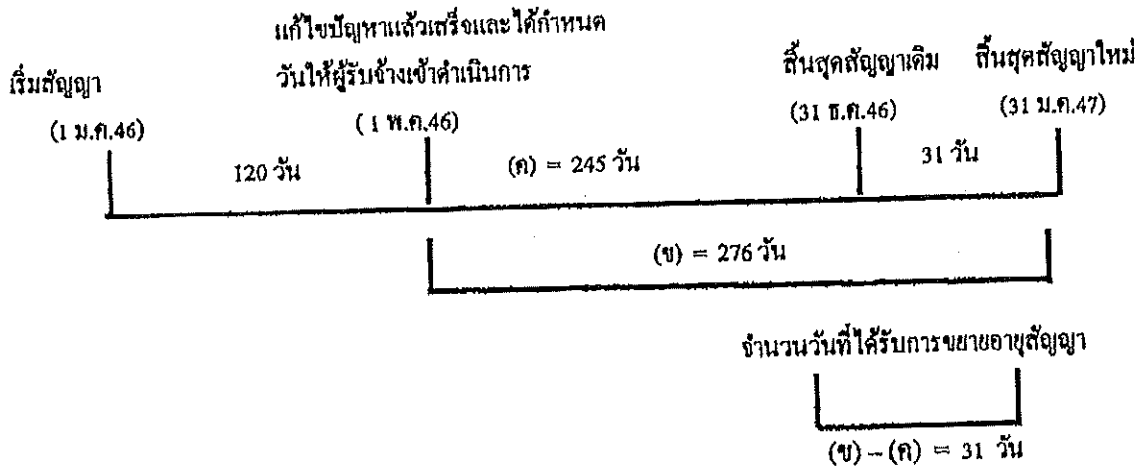 แก้ไขปัญหาแล้วเสร็จและได้กำหนด
เริ่มสัญญา วันให้ผู้รับจ้างเข้าดำเนินการ สิ้นสุดสัญญาเดิม สิ้นสุดสัญญาใหม่
(1 ม.ค.46) (1 พ.ค.46) (31 ธ.ค.46) (31 ม.ค.47)
120 วัน (ค) = 245 วัน 31 วัน
(ข) = 276 วัน
จำนวนวันที่ได้รับการขยายอายุสัญญา
(ข) – (ค) = 31 วัน